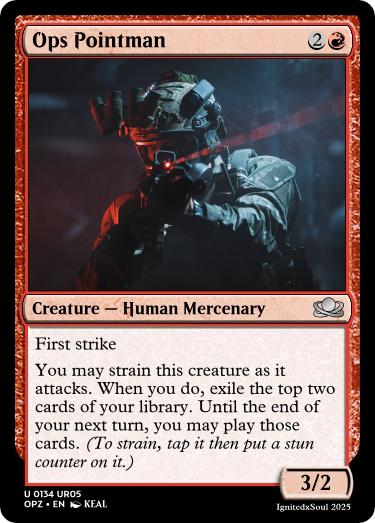 Ops Pointman 2
Creature — Human Mercenary
First strike
You may strain this creature as it
attacks. When you do, exile the top two
cards of your library. Until the end of
your next turn, you may play those
cards. (To strain, tap it then put a stun
counter on it.)
3/2
U 0134 UR05
OPZ • EN KEAL
IgnitedxSoul 2025